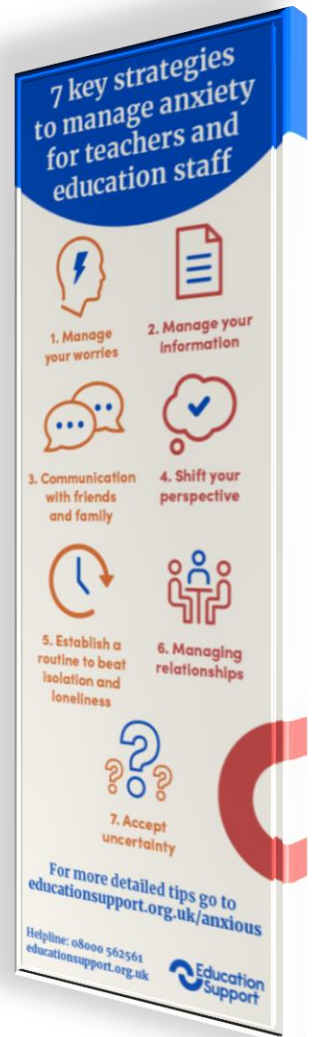 7 key strategies
to manage anxiety
for teachers and
education staff
1. Manage
your worries
2. Manage your
information
3. Communication
with friends
and family
4. Shift your
perspective
5. Establish a
routine to beat
isolation and
loneliness
6. Managing
relationships
7. Accept
uncertainty
For more detailed tips go to
educationsupport.org.uk/anxious
Helpline: 08000 562561
educationsupport.org.uk
Education
Support